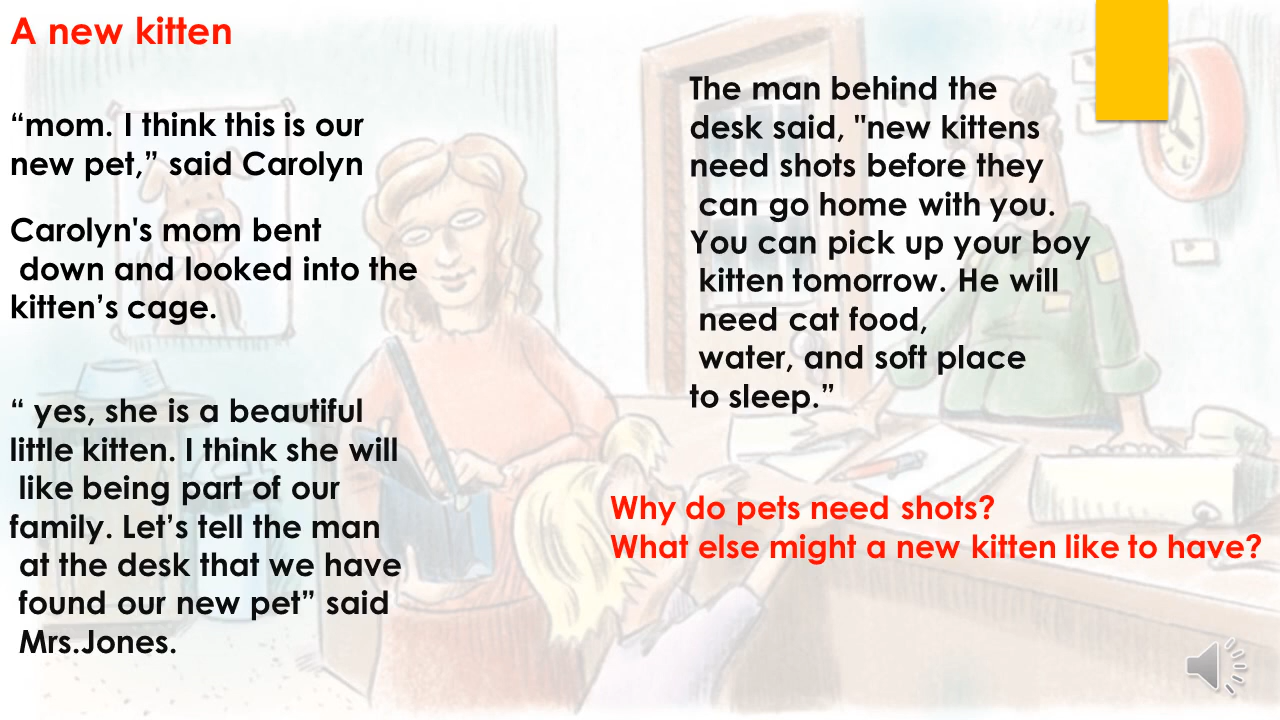 A new kitten
“mom. I think this is our
new pet,” said Carolyn
Carolyn's mom bent
down and looked into the
kitten’s cage.
“ yes, she is a beautiful
little kitten. I think she will
like being part of our
family. Let’s tell the man
at the desk that we have
found our new pet” said
Mrs.Jones.
The man behind the
desk said, "new kittens
need shots before they
can go home with you.
You can pick up your boy
kitten tomorrow. He will
need cat food,
water, and soft place
to sleep.”
Why do pets need shots?
What else might a new kitten like to have?